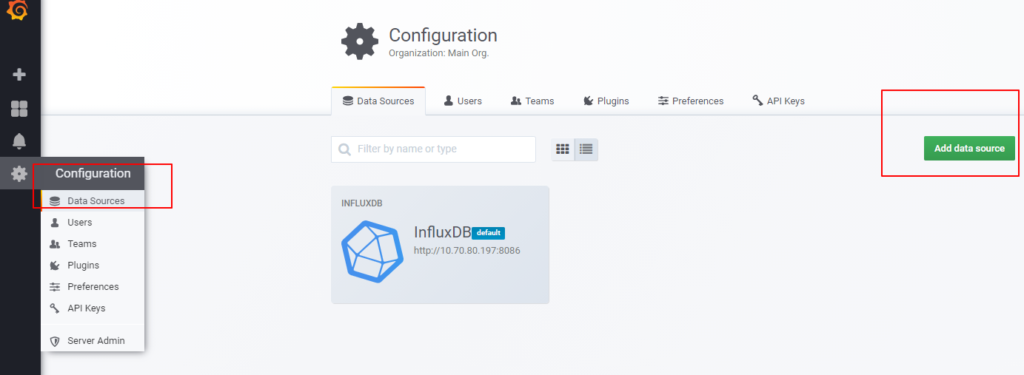 Configuration
Organization: Main Org.
Data Sources Users Teams Plugins Preferences API Keys
Filter by name or type
Add data source
Configuration
Data Sources
Users
Teams
Plugins
Preferences
API Keys
Server Admin
INFLUXDB
InfluxDB default
http://10.70.80.197:8086